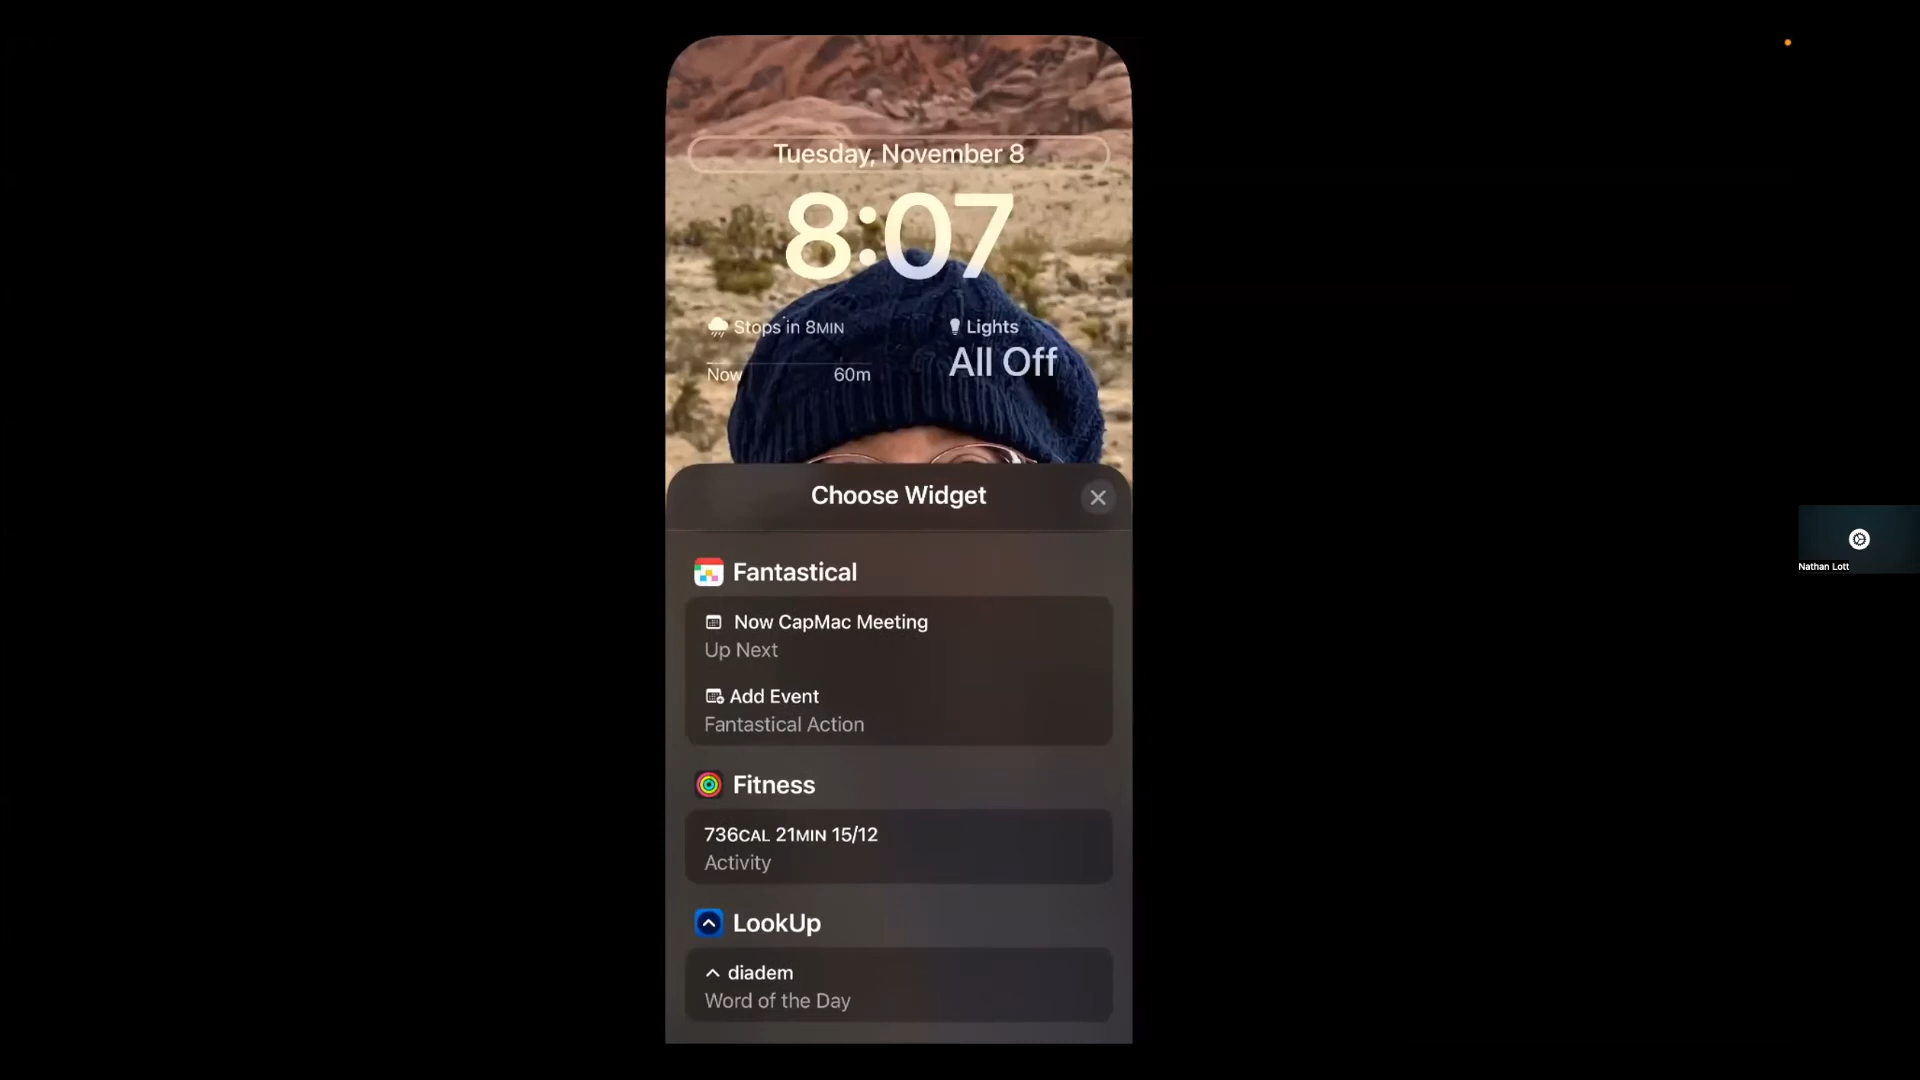 Tuesday, November 8
8:07
Stops in 8MIN
Now 60m
Lights
All Off
Choose Widget
Fantastical
Now CapMac Meeting
Up Next
Add Event
Fantastical Action
Fitness
736CAL 21MIN 15/12
Activity
LookUp
diadem
Word of the Day
Nathan Lott